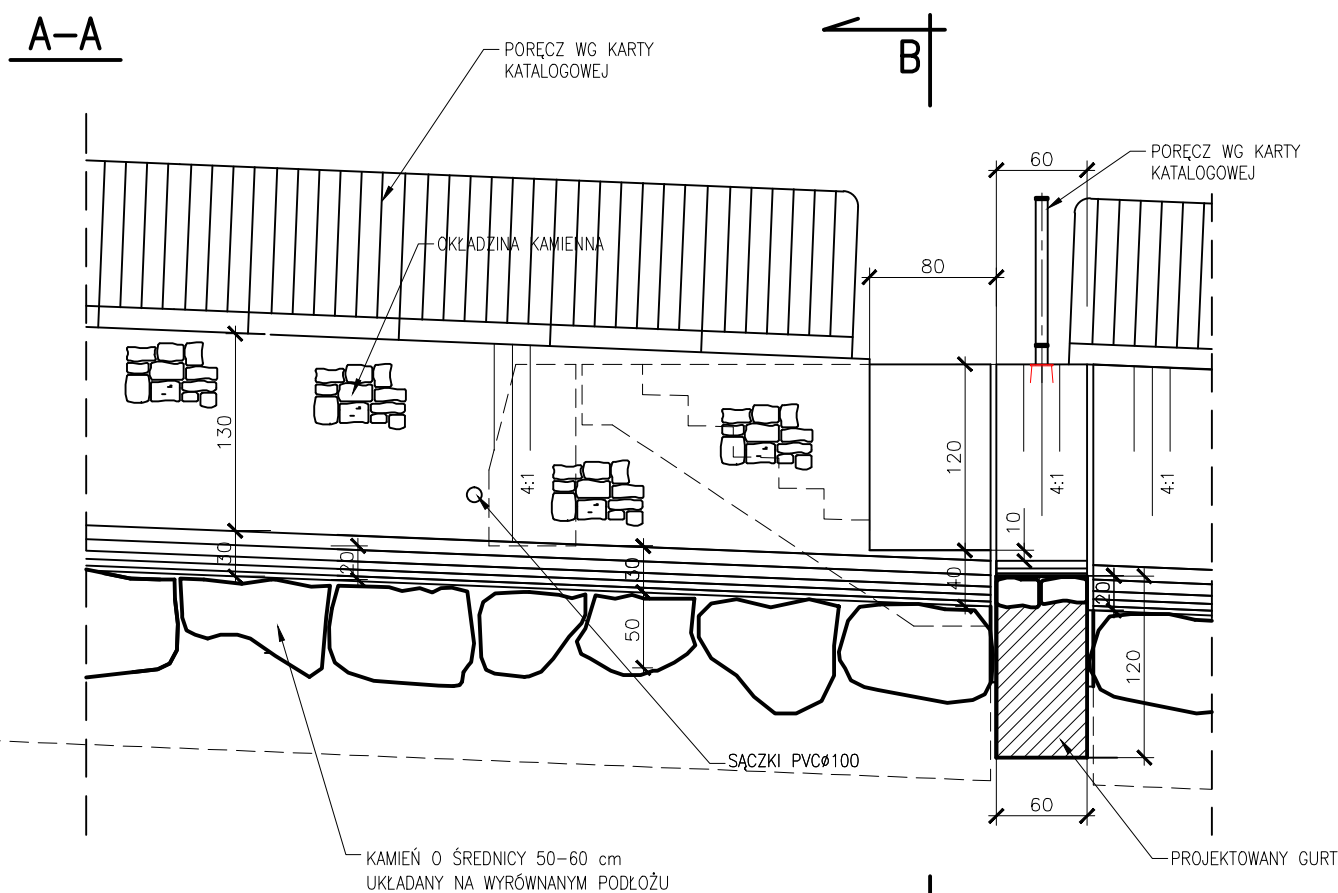 A-A
B
PORĘCZ WG KARTY
KATALOGOWEJ
60
PORĘCZ WG KARTY
KATALOGOWEJ
OKŁADZINA KAMIENNA
80
130
4:1
120
4:1
4:1
10
30
20
30
40
20
50
120
SĄCZKI PVCø100
60
KAMIEŃ O ŚREDNICY 50-60 cm
UKŁADANY NA WYRÓWNANYM PODŁOŻU
PROJEKTOWANY GURT